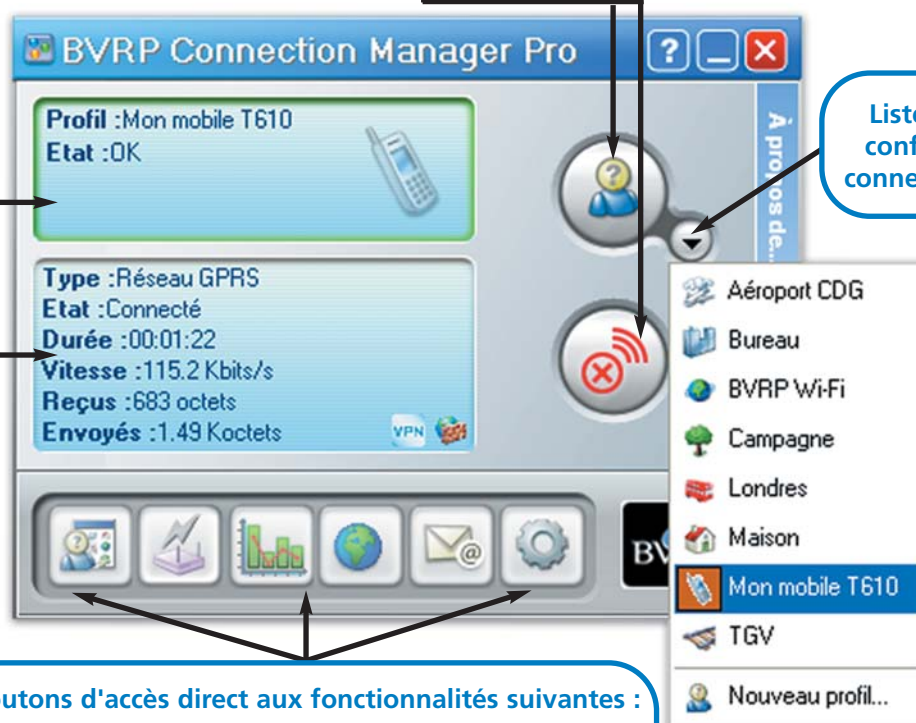 BVRP Connection Manager Pro
Profil :Mon mobile T610
Etat :OK
À propos de...
Type :Réseau GPRS
Etat :Connecté
Durée :00:01:22
Vitesse :115.2 Kbits/s
Reçus :683 octets
Envoyés :1.49 Koctets
VPN
Aéroport CDG
Bureau
BVRP Wi-Fi
Campagne
Londres
Maison
Mon mobile T610
TGV
Nouveau profil...
d'accès direct aux fonctionnalités suivantes :